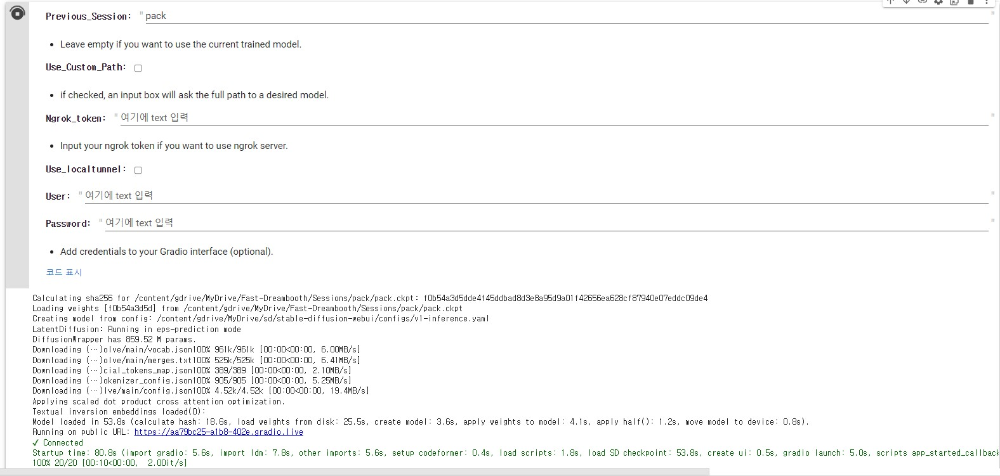 Previous_Session: " pack "
• Leave empty if you want to use the current trained model.
Use_Custom_Path:
• if checked, an input box will ask the full path to a desired model.
Ngrok_token: " 여기에 text 입력 "
• Input your ngrok token if you want to use ngrok server.
Use_localtunnel:
User: " 여기에 text 입력 "
Password: " 여기에 text 입력 "
• Add credentials to your Gradio interface (optional).
코드 표시
Calculating sha256 for /content/gdrive/MyDrive/Fast-Dreambooth/Sessions/pack/pack.ckpt: f0b54a3d5dde4f45ddbad8d3e8a95d9a01f42656ea628cf87940e07eddc09de4
Loading weights [f0b54a3d5d] from /content/gdrive/MyDrive/Fast-Dreambooth/Sessions/pack/pack.ckpt
Creating model from config: /content/gdrive/MyDrive/sd/stable-diffusion-webui/configs/v1-inference.yaml
LatentDiffusion: Running in eps-prediction mode
DiffusionWrapper has 859.52 M params.
Downloading (…)olve/main/vocab.json100% 961k/961k [00:00<00:00, 6.00MB/s]
Downloading (…)olve/main/merges.txt100% 525k/525k [00:00<00:00, 6.41MB/s]
Downloading (…)cial_tokens_map.json100% 389/389 [00:00<00:00, 2.10MB/s]
Downloading (…)okenizer_config.json100% 905/905 [00:00<00:00, 5.25MB/s]
Downloading (…)lve/main/config.json100% 4.52k/4.52k [00:00<00:00, 19.4MB/s]
Applying scaled dot product cross attention optimization.
Textual inversion embeddings loaded(0):
Model loaded in 53.8s (calculate hash: 18.6s, load weights from disk: 25.5s, create model: 3.6s, apply weights to model: 4.1s, apply half(): 1.2s, move model to device: 0.8s).
Running on public URL: https://aa79bc25-a1b8-402e.gradio.live
✓ Connected
Startup time: 80.8s (import gradio: 5.6s, import ldm: 7.8s, other imports: 5.6s, setup codeformer: 0.4s, load scripts: 1.8s, load SD checkpoint: 53.8s, create ui: 0.5s, gradio launch: 5.0s, scripts app_started_callback
100% 20/20 [00:10<00:00,  2.00it/s]